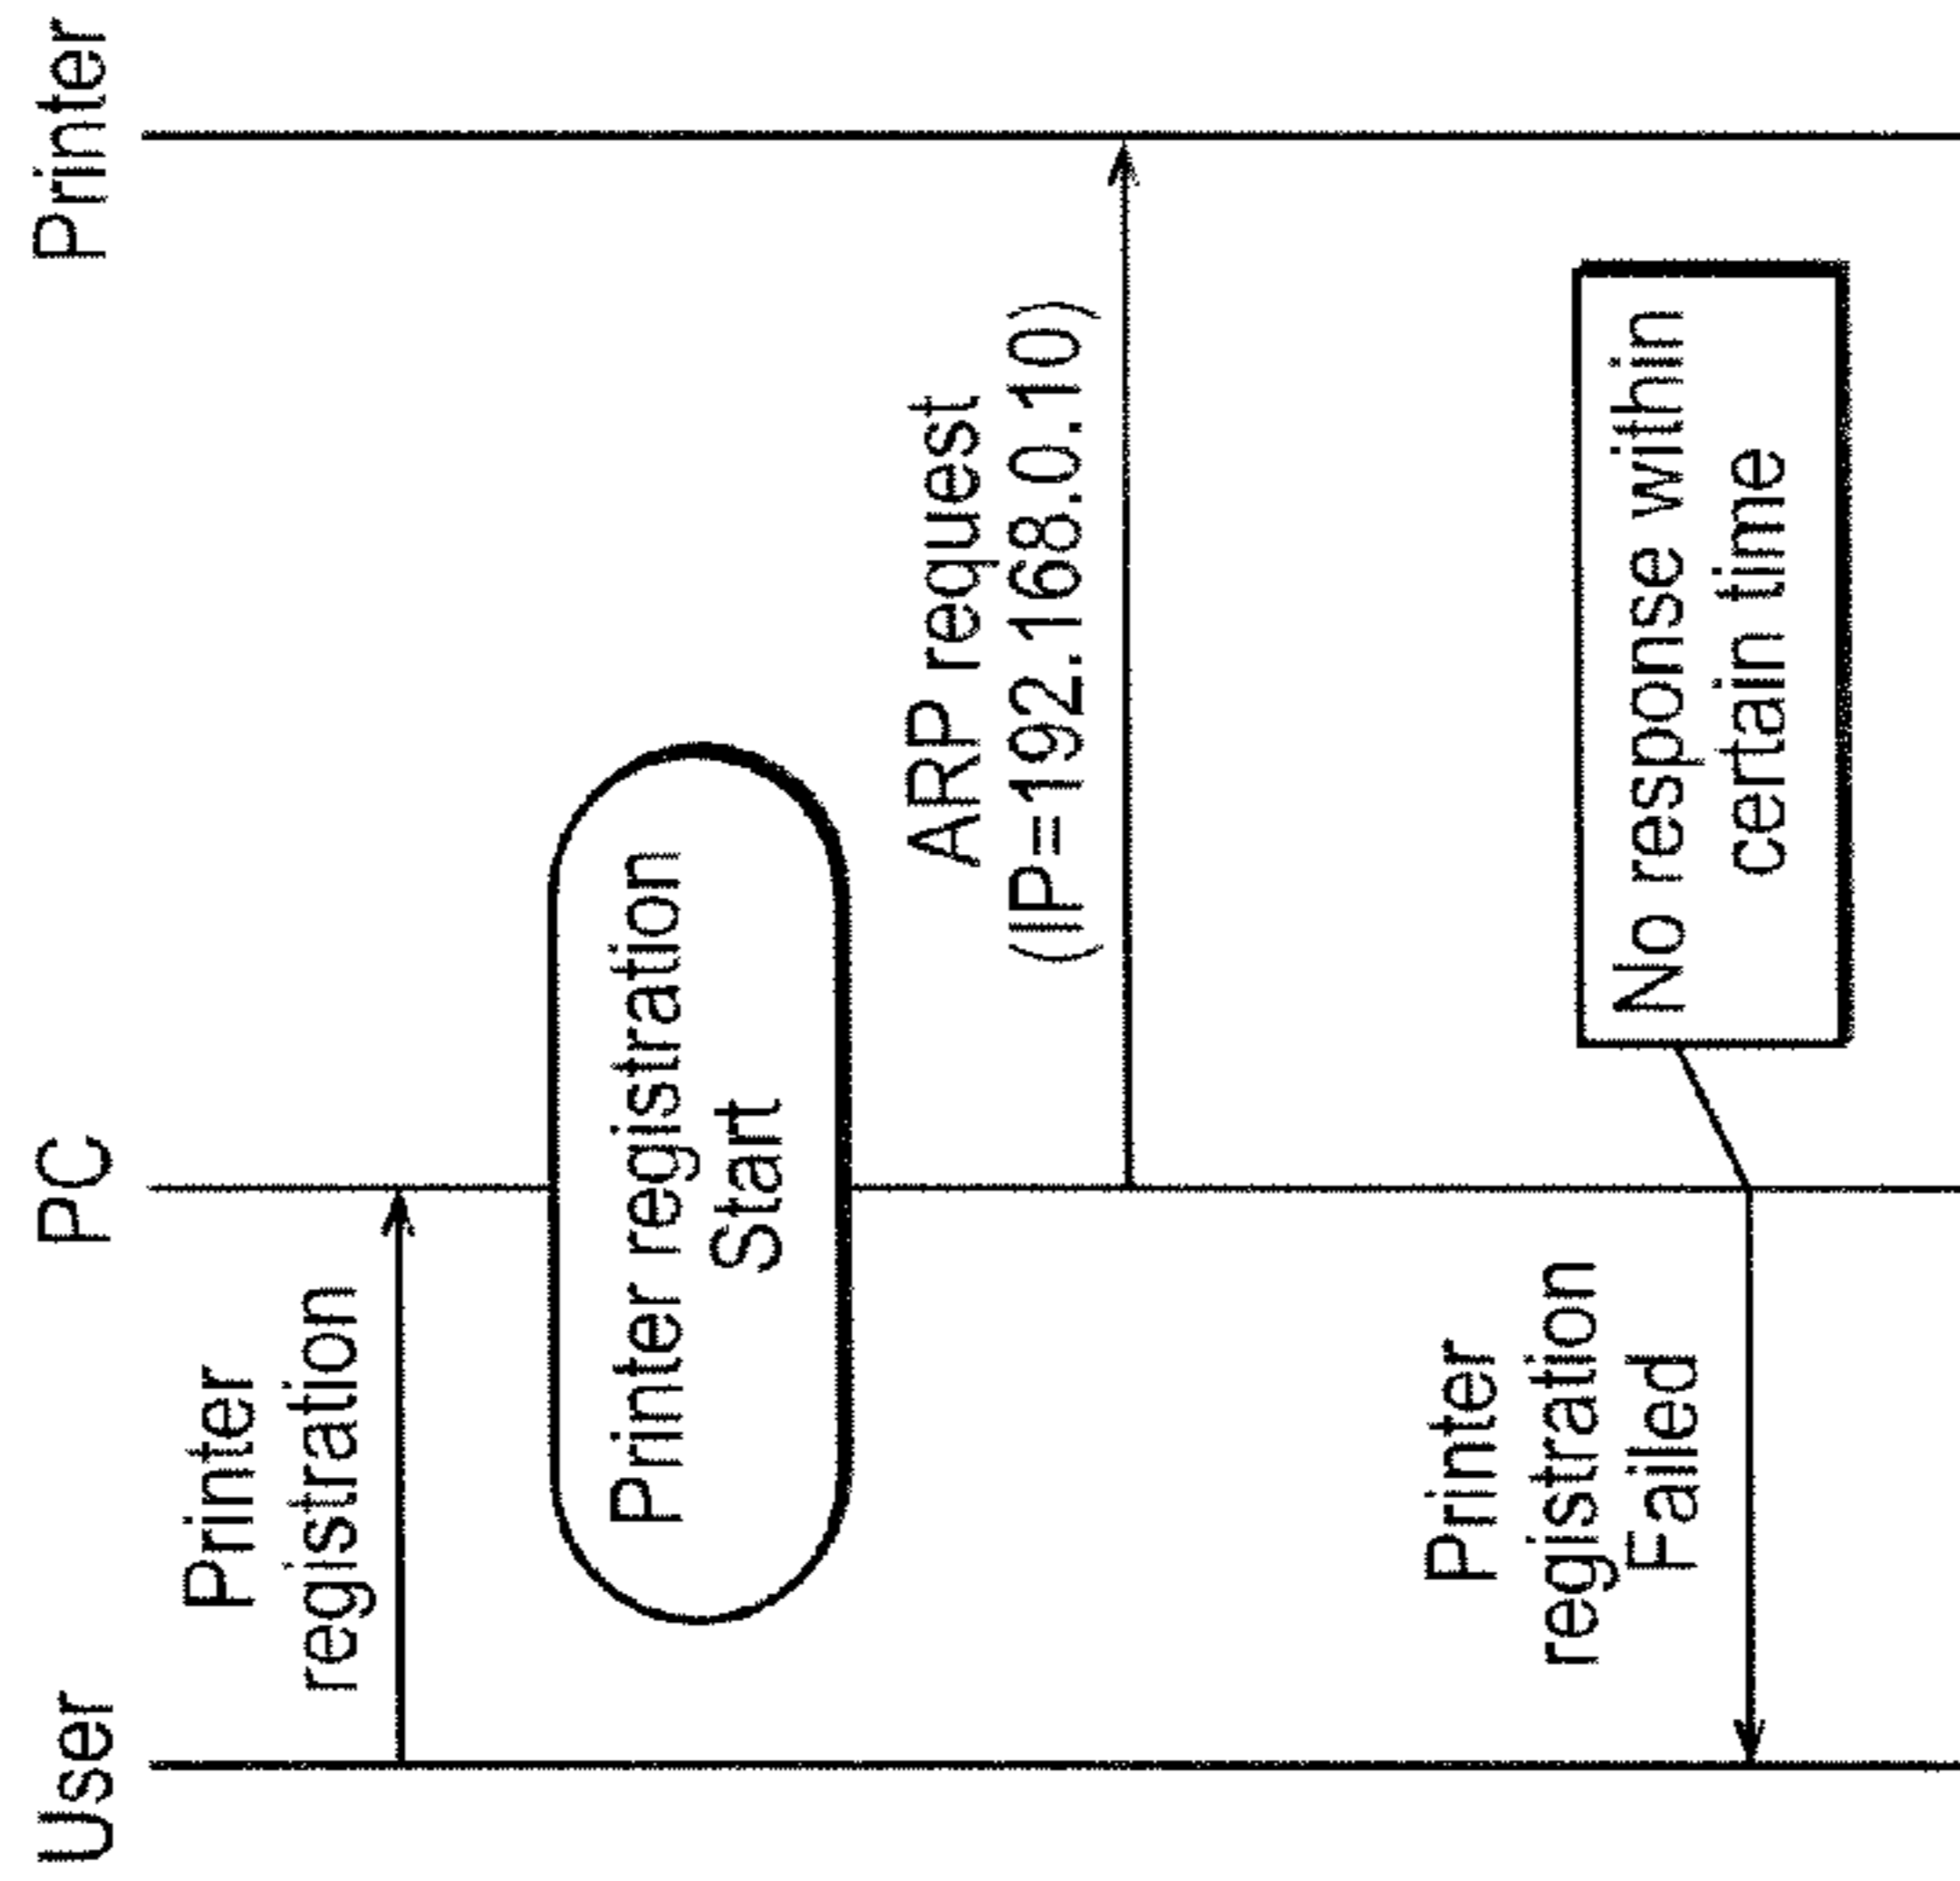 User
PC
Printer
Printer
registration
Printer registration
Start
ARP request
(IP=192.168.0.10)
Printer
registration
Failed
No response within
certain time